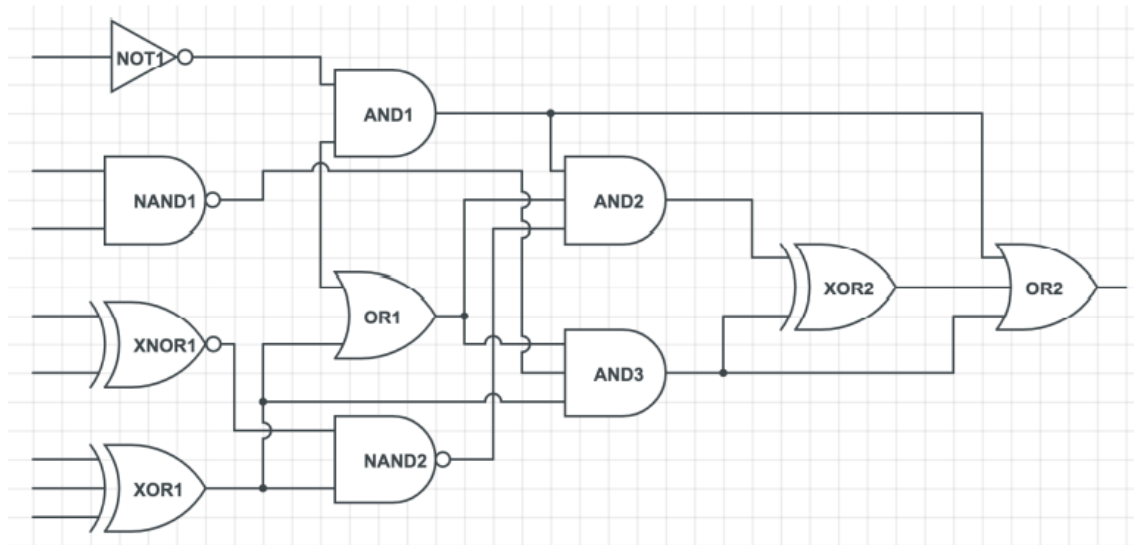 NOT1
AND1
NAND1
AND2
XOR2
OR2
OR1
XNOR1
AND3
NAND2
XOR1